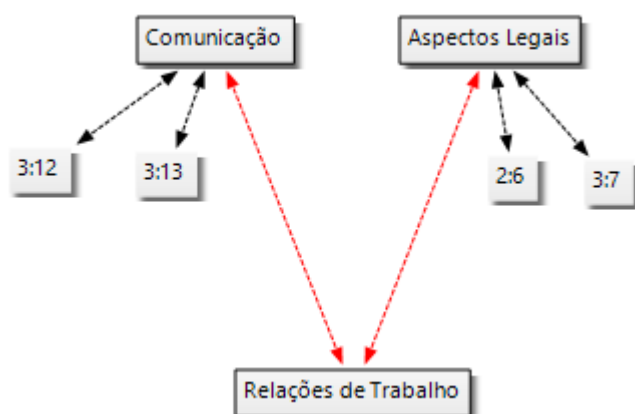 Comunicação
Aspectos Legais
3:12
3:13
2:6
3:7
Relações de Trabalho